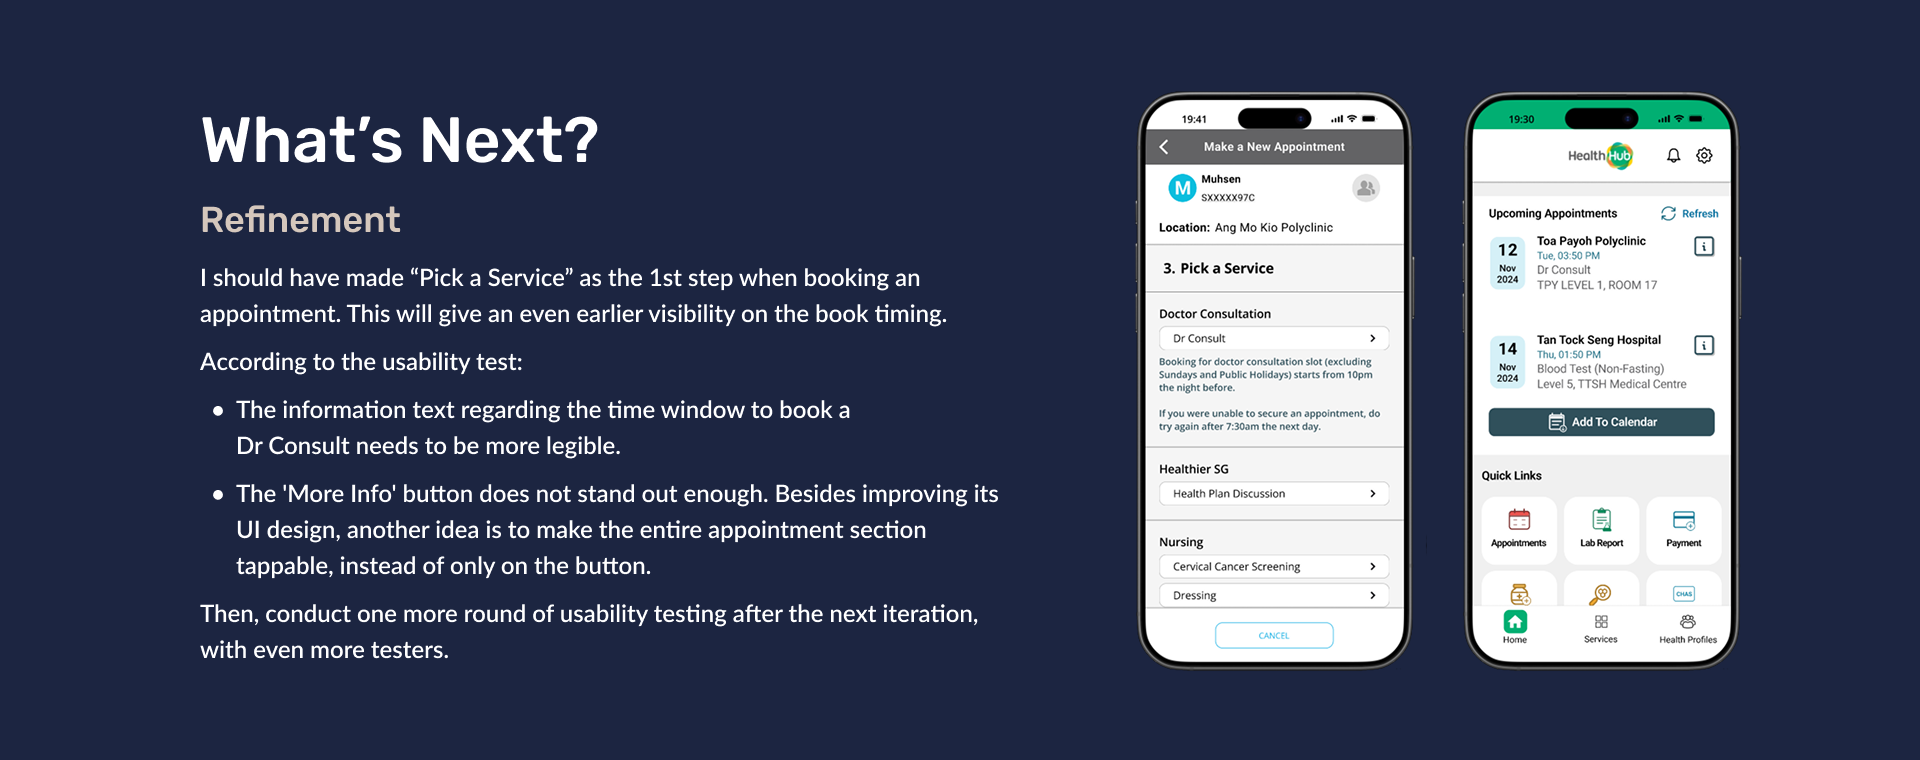 What's Next?
Refinement
I should have made “Pick a Service” as the 1st step when booking an
appointment. This will give an even earlier visibility on the book timing.
According to the usability test:
• The information text regarding the time window to book a
Dr Consult needs to be more legible.
• The 'More Info' button does not stand out enough. Besides improving its
UI design, another idea is to make the entire appointment section
tappable, instead of only on the button.
Then, conduct one more round of usability testing after the next iteration,
with even more testers.
19:41
Make a New Appointment
M
Muhsen
SXXXXX97C
Location: Ang Mo Kio Polyclinic
3. Pick a Service
Doctor Consultation
Dr Consult
Booking for doctor consultation slot (excluding
Sundays and Public Holidays) starts from 10pm
the night before.
If you were unable to secure an appointment, do
try again after 7:30am the next day.
Healthier SG
Health Plan Discussion
Nursing
Cervical Cancer Screening
Dressing
CANCEL
19:30
HealthHub
Upcoming Appointments
Refresh
12
Nov
2024
Toa Payoh Polyclinic
Tue, 03:50 PM
Dr Consult
TPY LEVEL 1, ROOM 17
i
14
Nov
2024
Tan Tock Seng Hospital
Thu, 01:50 PM
Blood Test (Non-Fasting)
Level 5, TTSH Medical Centre
i
Add To Calendar
Quick Links
Appointments
Lab Report
Payment
CHAS
Home
Services
Health Profiles